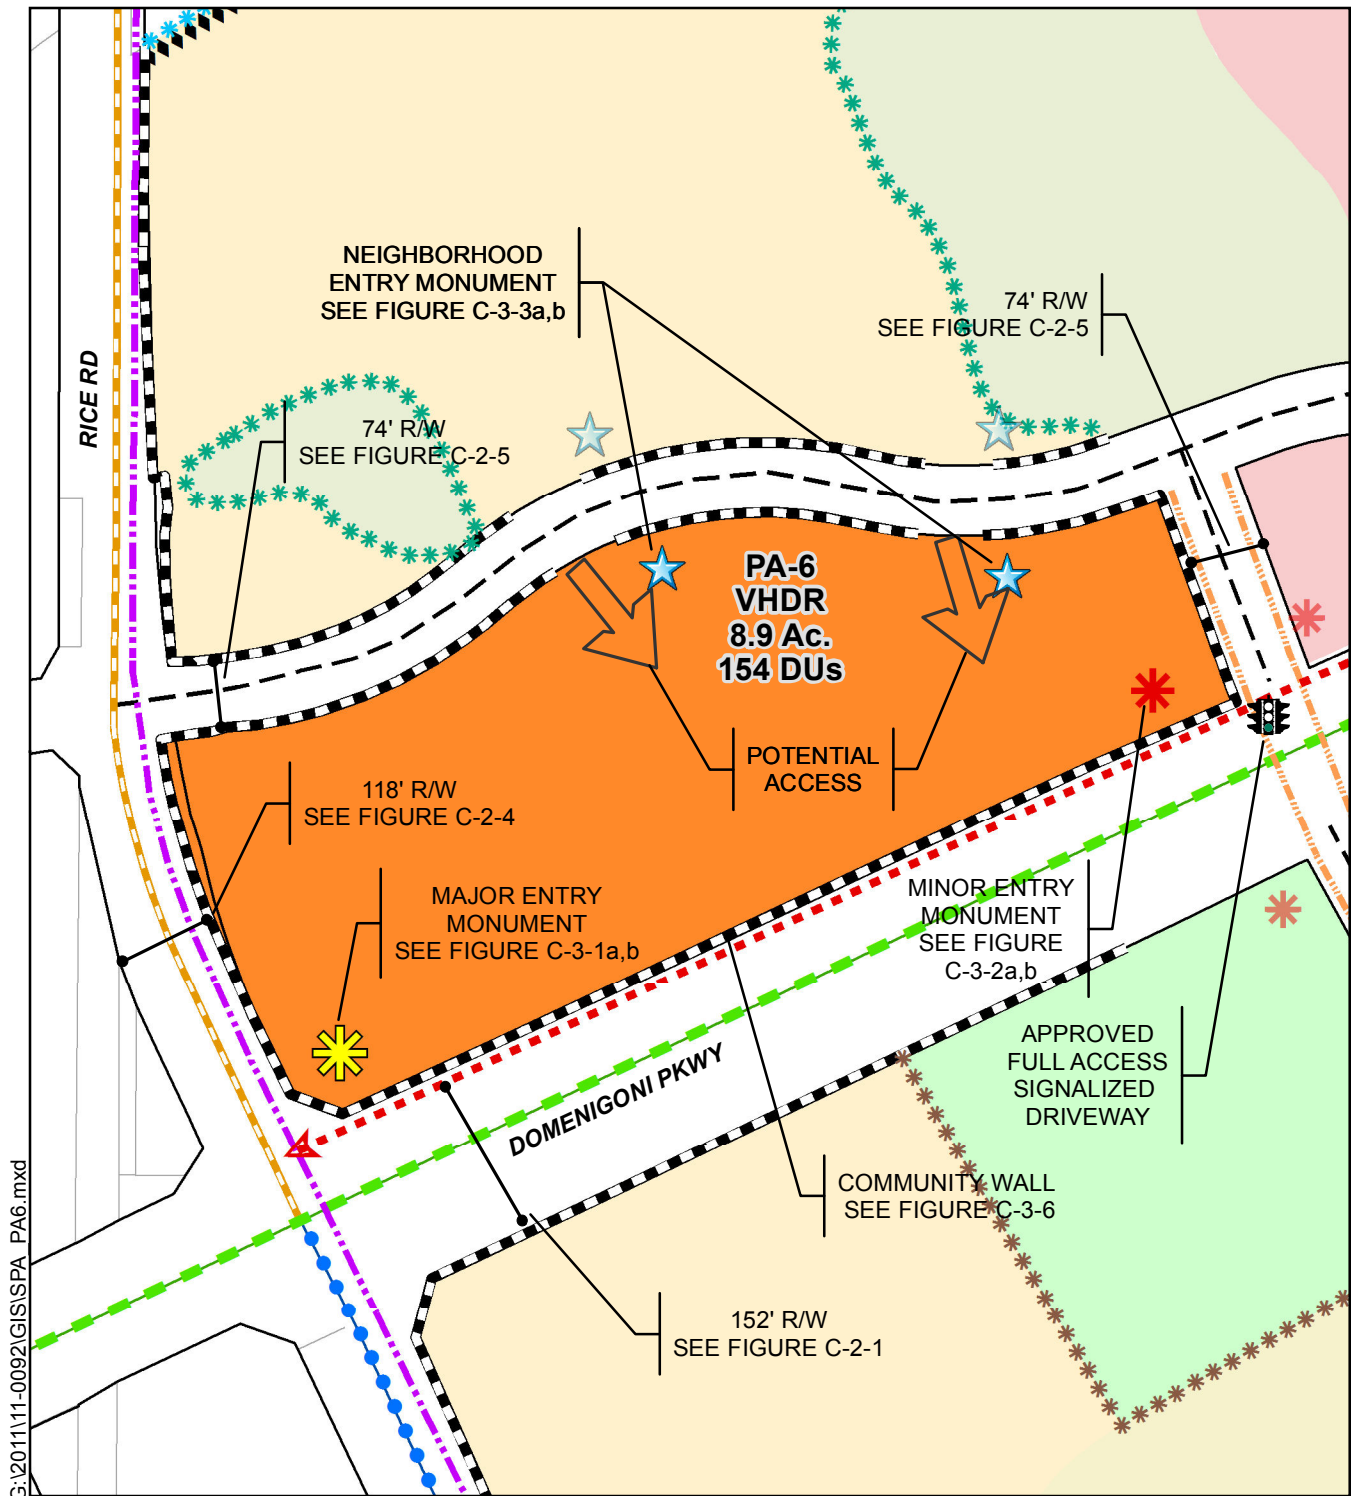 NEIGHBORHOOD
ENTRY MONUMENT
SEE FIGURE C-3-3a,b
74' R/W
SEE FIGURE C-2-5
RICE RD
74' R/W
SEE FIGURE C-2-5
PA-6
VHDR
8.9 Ac.
154 DUs
POTENTIAL
ACCESS
118' R/W
SEE FIGURE C-2-4
MAJOR ENTRY
MONUMENT
SEE FIGURE C-3-1a,b
MINOR ENTRY
MONUMENT
SEE FIGURE
C-3-2a,b
APPROVED
FULL ACCESS
SIGNALIZED
DRIVEWAY
DOMENIGONI PKWY
COMMUNITY WALL
SEE FIGURE C-3-6
152' R/W
SEE FIGURE C-2-1
G:\2011\11-0092\GIS\SPA_PA6.mxd